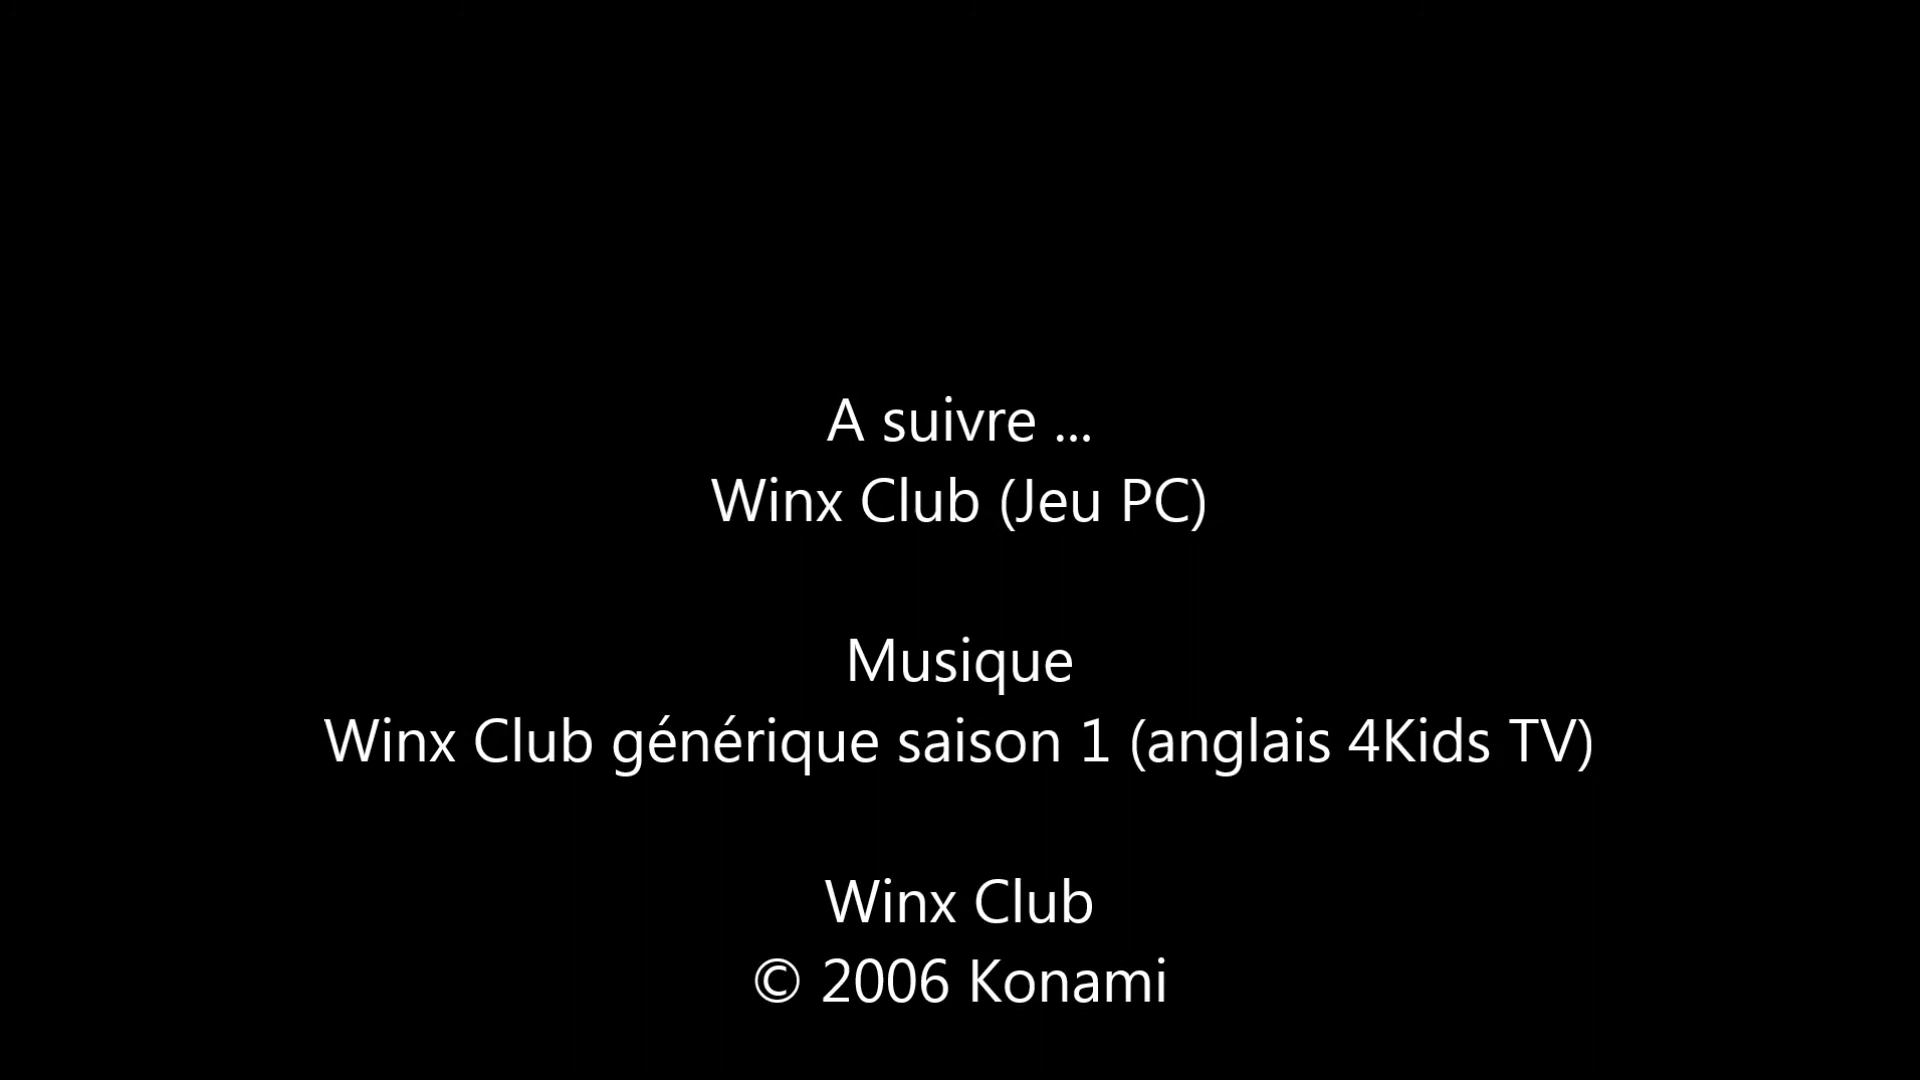 A suivre ...
Winx Club (Jeu PC)
Musique
Winx Club générique saison 1 (anglais 4Kids TV)
Winx Club
© 2006 Konami